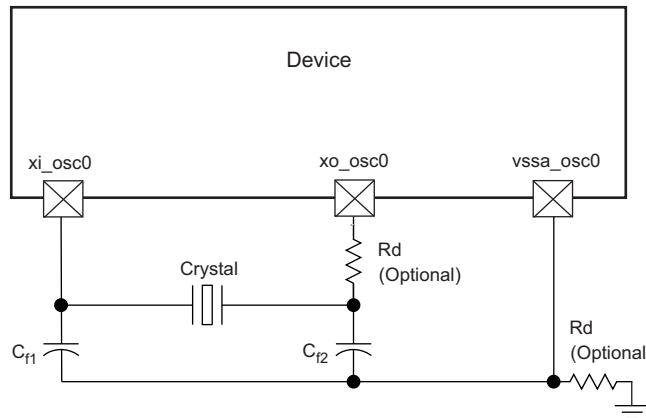 Device
xi_osc0
xo_osc0
vssa_osc0
Crystal
Rd
(Optional)
Cf1
Cf2
Rd
(Optional